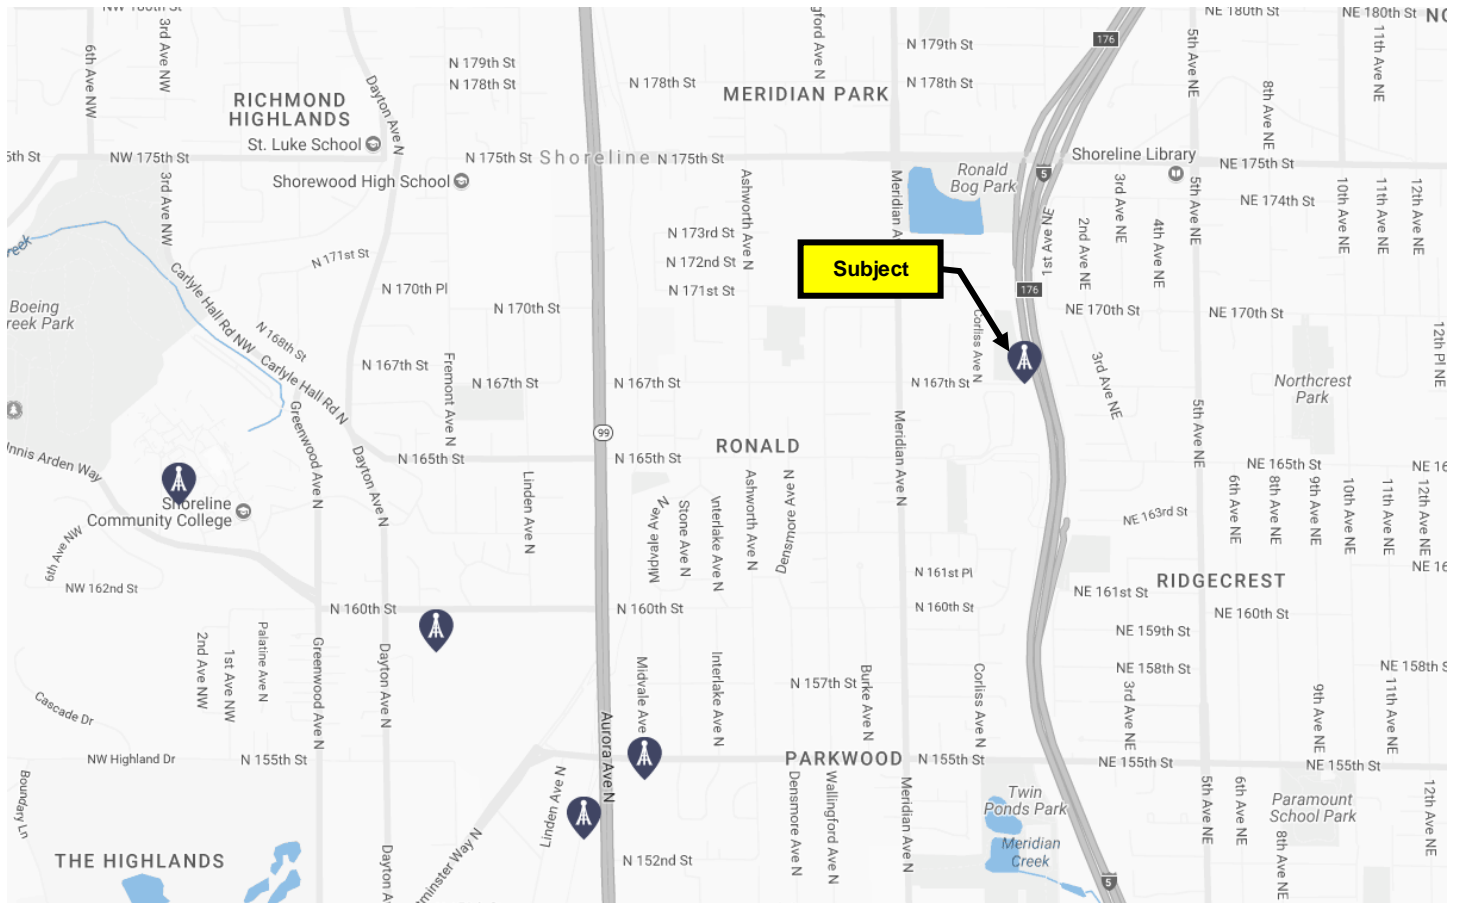 NW 180th St
NE 180th St
NE 180th St
NO
6th Ave NW
3rd Ave NW
Dayton Ave N
N 179th St
N 178th St
N 178th St
N 179th St
N 178th St
176
5th Ave NE
8th Ave NE
11th Ave NE
RICHMOND
HIGHLANDS
MERIDIAN PARK
St. Luke School
5th St
NW 175th St
N 175th St
Shoreline
N 175th St
Shoreline Library
NE 175th St
Shorewood High School
3rd Ave NW
Ashworth Ave N
Meridian Av
Ronald
Bog Park
5
1st Ave NE
2nd Ave NE
3rd Ave NE
4th Ave NE
5th Ave NE
NE 174th St
10th Ave NE
11th Ave NE
12th Ave NE
N 173rd St
N 172nd St
N 171st St
N 171st St
N 170th Pl
N 170th St
Subject
176
NE 170th St
NE 170th St
reek
Boeing
reek Park
Carlyle Hall Rd NW
N 168th St
Carlyle Hall Rd N
N 167th St
Fremont Ave N
N 167th St
N 167th St
N 167th St
Corliss Ave N
3rd Ave NE
12th Pl NE
Northcrest
Park
Greenwood Ave N
Dayton Ave N
99
RONALD
Meridian Ave N
5th Ave NE
Innis Arden Way
N 165th St
N 165th St
NE 165th St
NE 16
Linden Ave N
Midvale Ave N
Stone Ave N
Interlake Ave N
Ashworth Ave N
Densmore Ave N
6th Ave NE
8th Ave NE
9th Ave NE
10th Ave NE
11th Ave NE
12th Ave NE
Shoreline
Community College
NE 163rd St
6th Ave NW
NW 162nd St
N 161st Pl
NE 161st St
RIDGECREST
NE 16
N 160th St
N 160th St
N 160th St
NE 160th St
2nd Ave NW
1st Ave NW
Palatine Ave N
Greenwood Ave N
Dayton Ave N
NE 159th St
NE 158th St
NE 158th S
Midvale Ave
Interlake Ave N
N 157th St
Burke Ave N
Corliss Ave N
3rd Ave NE
9th Ave NE
11th Ave NE
Cascade Dr
Aurora Ave N
NW Highland Dr
N 155th St
PARKWOOD
N 155th St
NE 155th St
NE 155th St
Boundary Ln
Linden Ave N
Densmore Ave N
Wallingford Ave N
Meridian Ave N
Twin
Ponds Park
5th Ave NE
6th Ave NE
Paramount
School Park
8th Ave NE
12th Ave NE
THE HIGHLANDS
Dayton A
N 152nd St
Meridian
Creek
5